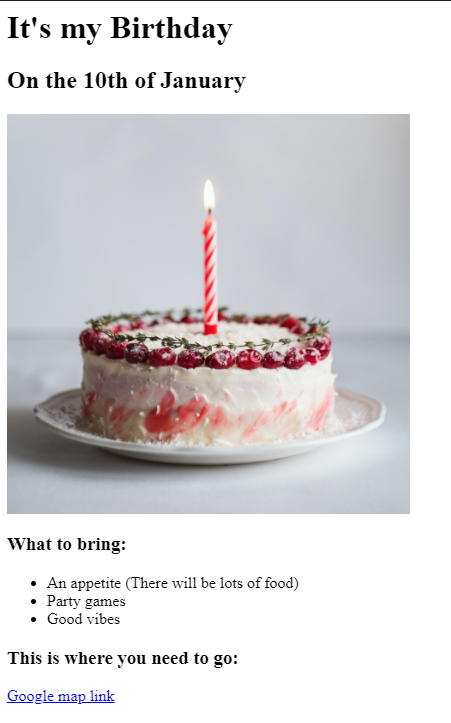 It's my Birthday
On the 10th of January
What to bring:
An appetite (There will be lots of food)
Party games
Good vibes
This is where you need to go:
Google map link